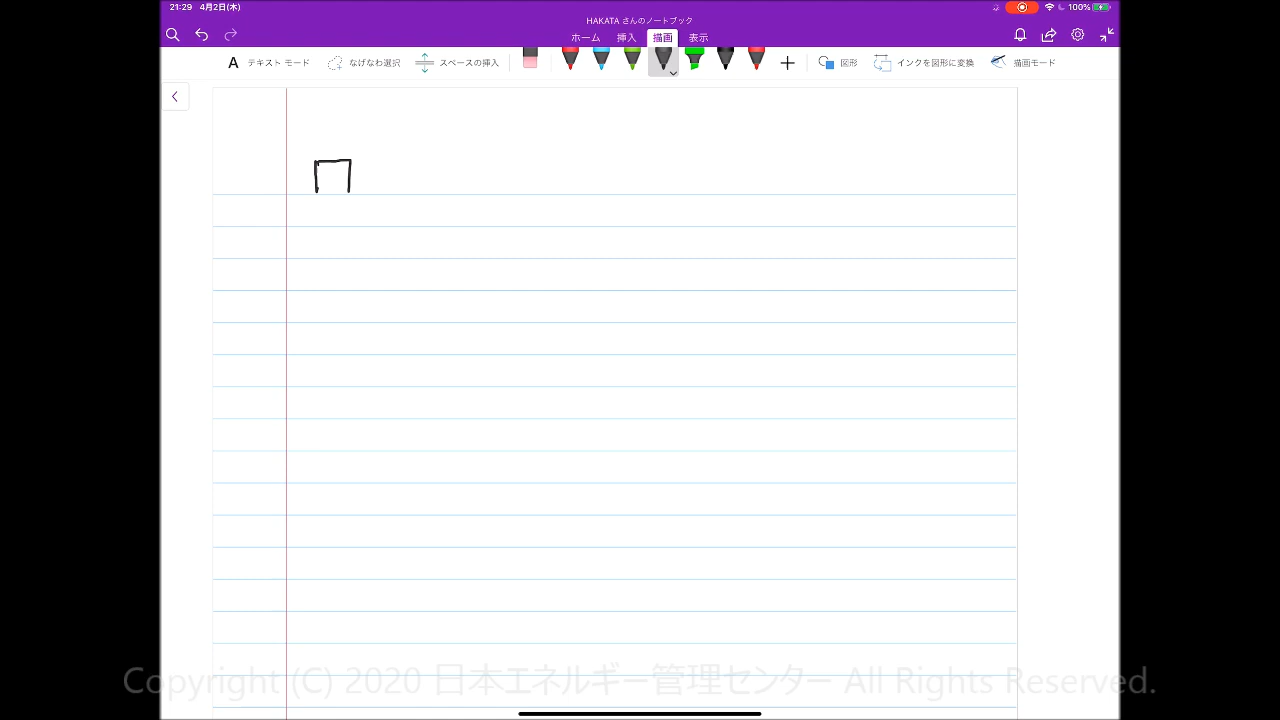 21:29 4月2日(木)
100%
HAKATA さんのノートブック
ホーム 挿入 描画 表示
A テキスト モード なげなわ選択 スペースの挿入 図形 インクを図形に変換 描画モード
Copyright (C) 2020 日本エネルギー管理センター All Rights Reserved.